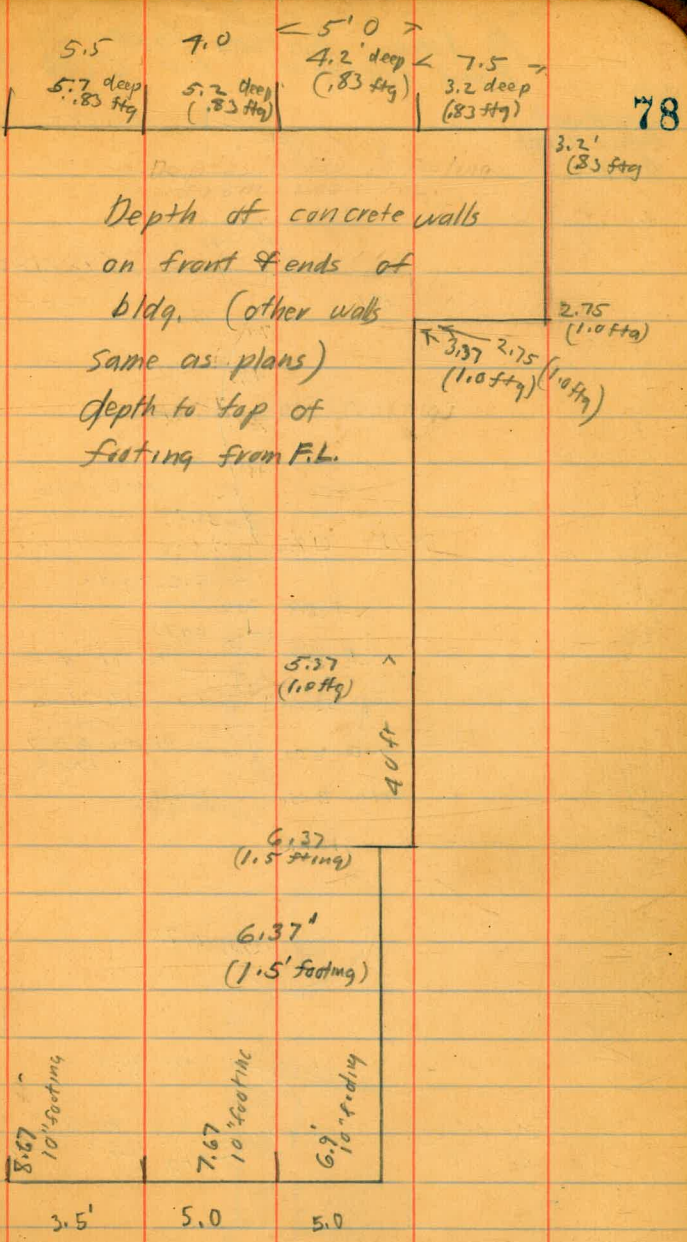 5.5
4.0
< 5'0 >
5.7 deep
.83 ftg
5.2 deep
(.83 ftg)
4.2' deep
(.83 ftg)
< 7.5 >
3.2 deep
(.83 ftg)
78
3.2'
(.83 ftg
Depth of concrete walls
on front & ends of
bldg. (other walls
same as plans)
depth to top of
footing from F.L.
2.75
(1.0 ftg)
3.37
(1.0 ftg)
2.75
(1.0 ftg)
5.37
(1.0 ftg)
40 ft
6.37
(1.5 fting)
6.37"
(1.5' footing)
8.67
10" footing
7.67
10" footing
6.9'
10" footing
3.5'
5.0
5.0